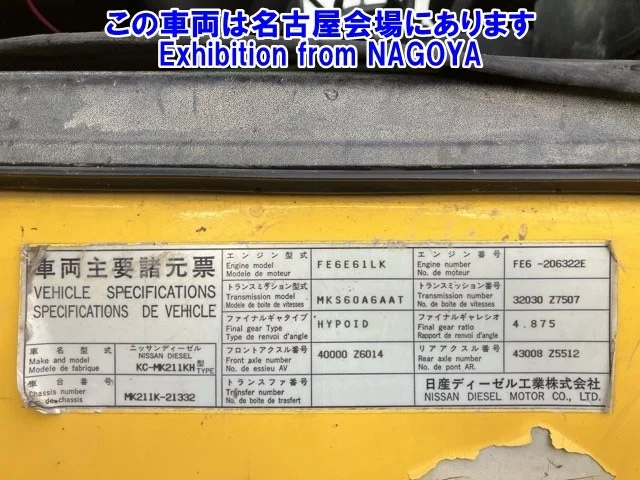 この車両は名古屋会場にあります
Exhibition from NAGOYA
車両主要諸元票
VEHICLE SPECIFICATIONS
SPECIFICATIONS DE VEHICLE
車名型式
Make and model
Modele de fabrique
ニッサンディーゼル
NISSAN DIESEL
KC-MK211KH 型
TYPE
車台番号
Chassis number
de chassis
MK211K-21332
エンジン型式
Engine model
Modele de moteur
FE6E61LK
エンジン番号
Engine number
No. de moteur
FE6 -206322E
トランスミション型式
Transmission model
Modele de boite de vitesses
MKS60A6AAT
トランスミッション番号
Transmission number
No. de boite de vitesses
32030 Z7507
ファイナルギャタイプ
Final gear Type
Type de renvoi d'angle
HYPOID
ファイナルギャレシオ
Final gear ratio
Rapport de renvoi d'angle
4.875
フロントアクスル番号
Front axle number
No. de essieu AV
40000 Z6014
リアアクスル番号
Rear axle number
No. de pont AR.
43008 Z5512
トランスファ番号
Transfer number
No. de boite de trasfert
日産ディーゼル工業株式会社
NISSAN DIESEL MOTOR CO., LTD.